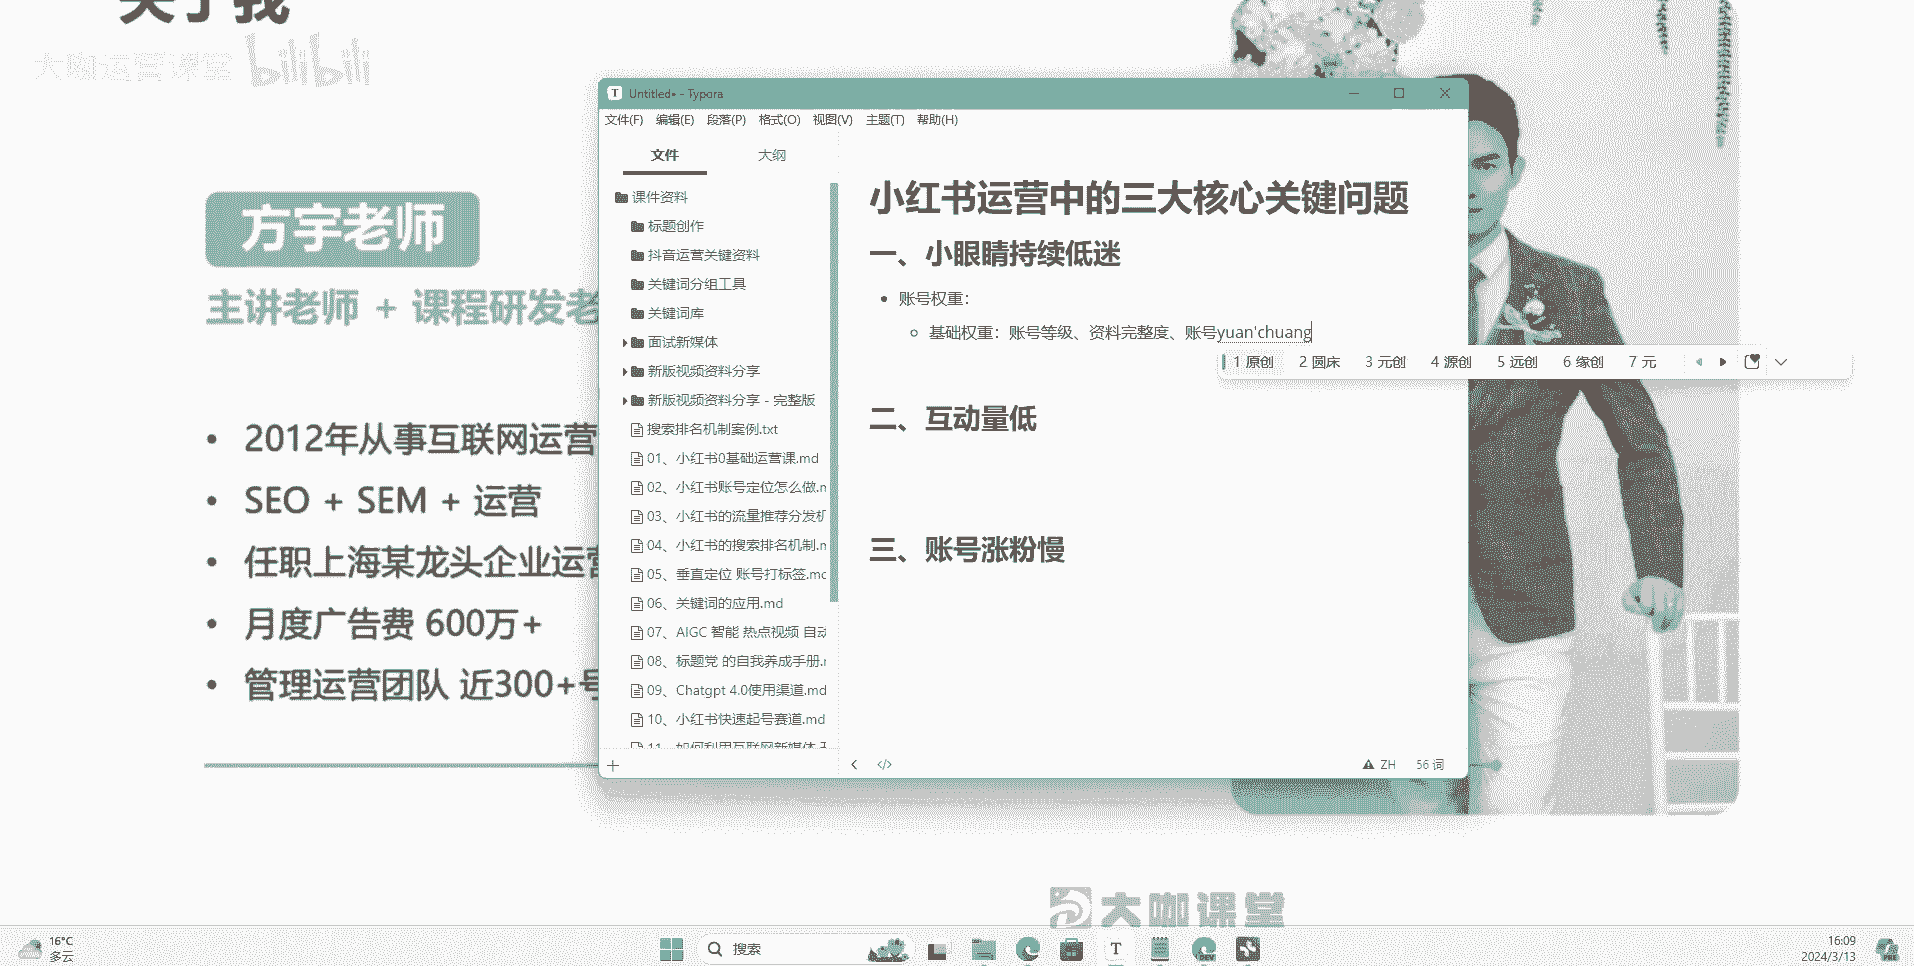 关于我
大咖运营课堂 bilibili
方宇老师
主讲老师 + 课程研发老
• 2012年从事互联网运营
• SEO + SEM + 运营
• 任职上海某龙头企业运营
• 月度广告费 600万+
• 管理运营团队 近300+号
Untitled• - Typora
文件(F) 编辑(E) 段落(P) 格式(O) 视图(V) 主题(T) 帮助(H)
文件 大纲
课件资料
标题创作
抖音运营关键资料
关键词分组工具
关键词库
面试新媒体
新版视频资料分享
新版视频资料分享 - 完整版
搜索排名机制案例.txt
01、小红书0基础运营课.md
02、小红书账号定位怎么做.m
03、小红书的流量推荐分发机
04、小红书的搜索排名机制.m
05、垂直定位 账号打标签.md
06、关键词的应用.md
07、AIGC 智能 热点视频 自动
08、标题党 的自我养成手册.m
09、Chatgpt 4.0使用渠道.md
10、小红书快速起号赛道.md
11、如何利用互联网新媒体
小红书运营中的三大核心关键问题
一、小眼睛持续低迷
• 账号权重：
○ 基础权重：账号等级、资料完整度、账号yuan'chuang
1 原创 2 圆床 3 元创 4 源创 5 远创 6 缘创 7 元
二、互动量低
三、账号涨粉慢
ZH 56 词
大咖课堂
16°C
多云
搜索
16:09
2024/3/13